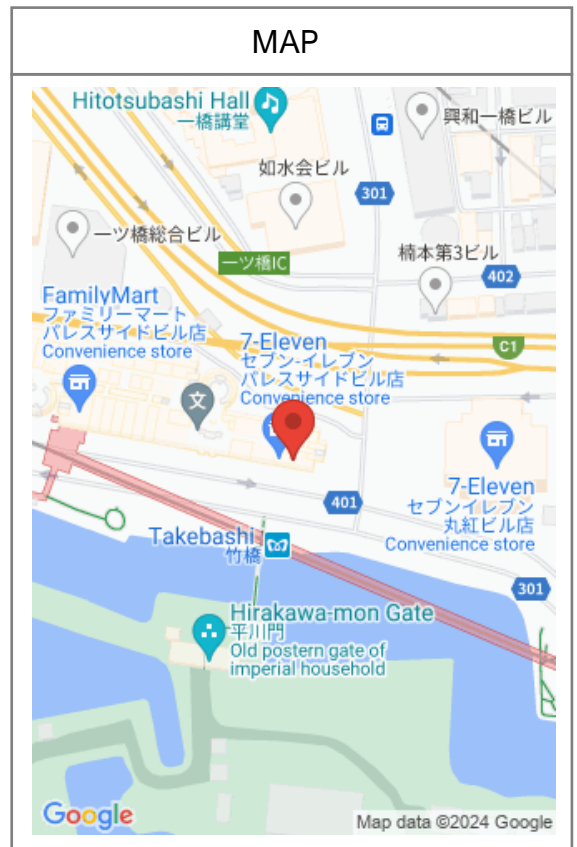 MAP
Hitotsubashi Hall
一橋講堂
興和一橋ビル
如水会ビル
301
一ツ橋総合ビル
一ツ橋IC
楠本第3ビル
402
FamilyMart
ファミリーマート
パレスサイドビル店
Convenience store
7-Eleven
セブン-イレブン
パレスサイドビル店
Convenience store
C1
文
401
7-Eleven
セブンイレブン
丸紅ビル店
Convenience store
Takebashi
竹橋
301
Hirakawa-mon Gate
平川門
Old postern gate of
imperial household
Google
Map data ©2024 Google